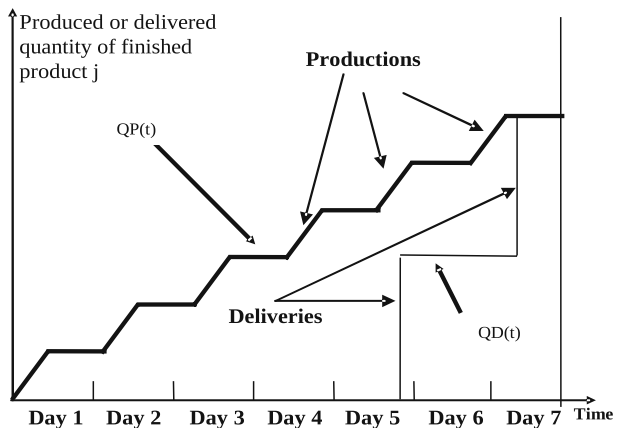 Produced or delivered
quantity of finished
product j
Productions
QP(t)
Deliveries
QD(t)
Day 1 Day 2 Day 3 Day 4 Day 5 Day 6 Day 7 Time